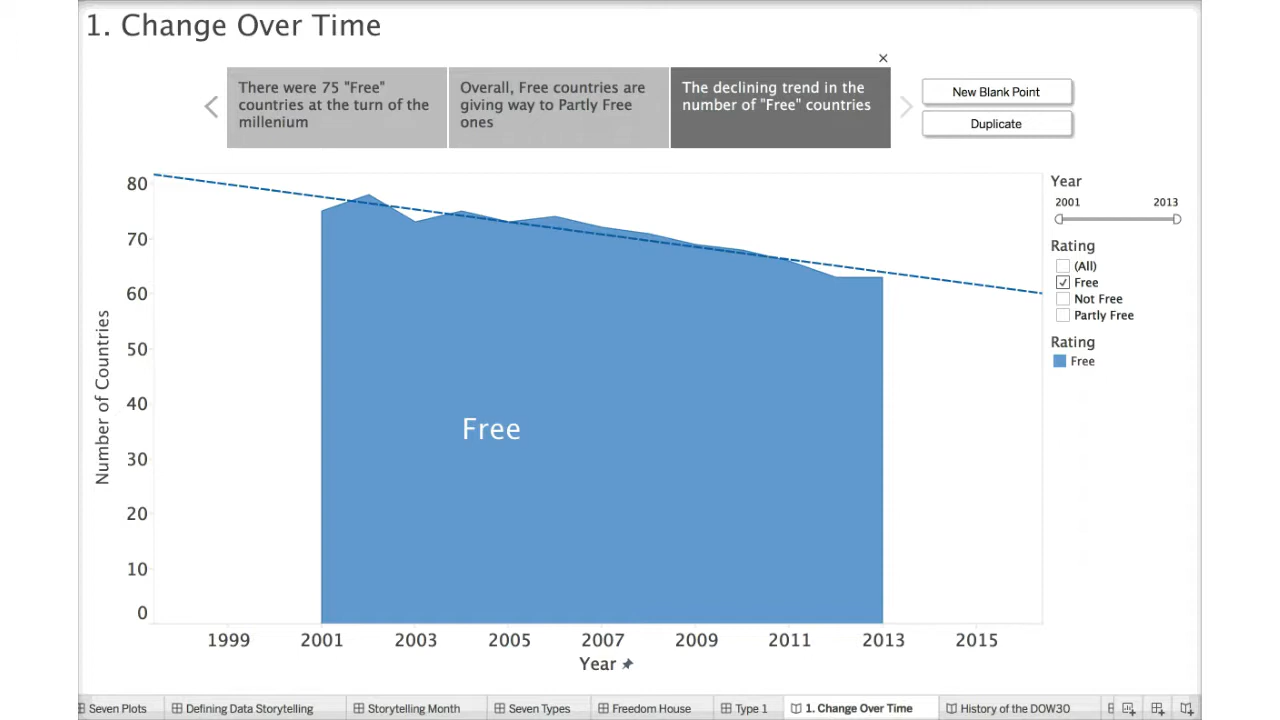 1. Change Over Time
There were 75 "Free"
countries at the turn of the
millenium
Overall, Free countries are
giving way to Partly Free
ones
The declining trend in the
number of "Free" countries
New Blank Point
Duplicate
Number of Countries
80
70
60
50
40
30
20
10
0
Free
1999 2001 2003 2005 2007 2009 2011 2013 2015
Year
Year
2001 2013
Rating
(All)
Free
Not Free
Partly Free
Rating
Free
Seven Plots Defining Data Storytelling Storytelling Month Seven Types Freedom House Type 1 1. Change Over Time History of the DOW30